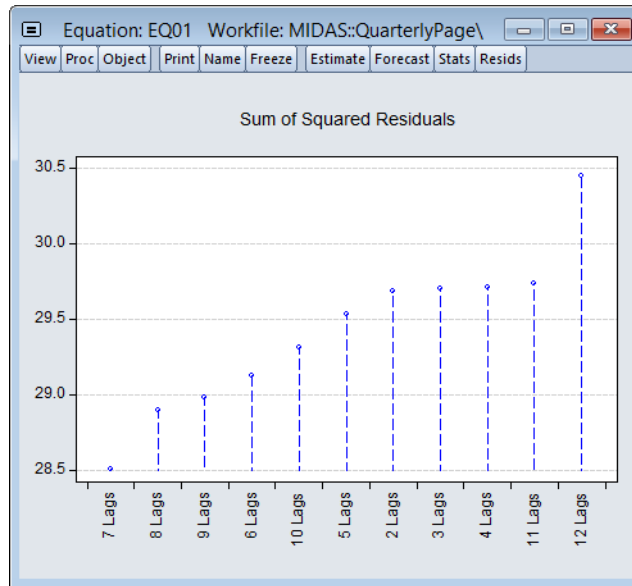 Equation: EQ01 Workfile: MIDAS::QuarterlyPage\
View Proc Object Print Name Freeze Estimate Forecast Stats Resids
Sum of Squared Residuals
30.5
30.0
29.5
29.0
28.5
7 Lags
8 Lags
9 Lags
6 Lags
10 Lags
5 Lags
2 Lags
3 Lags
4 Lags
11 Lags
12 Lags